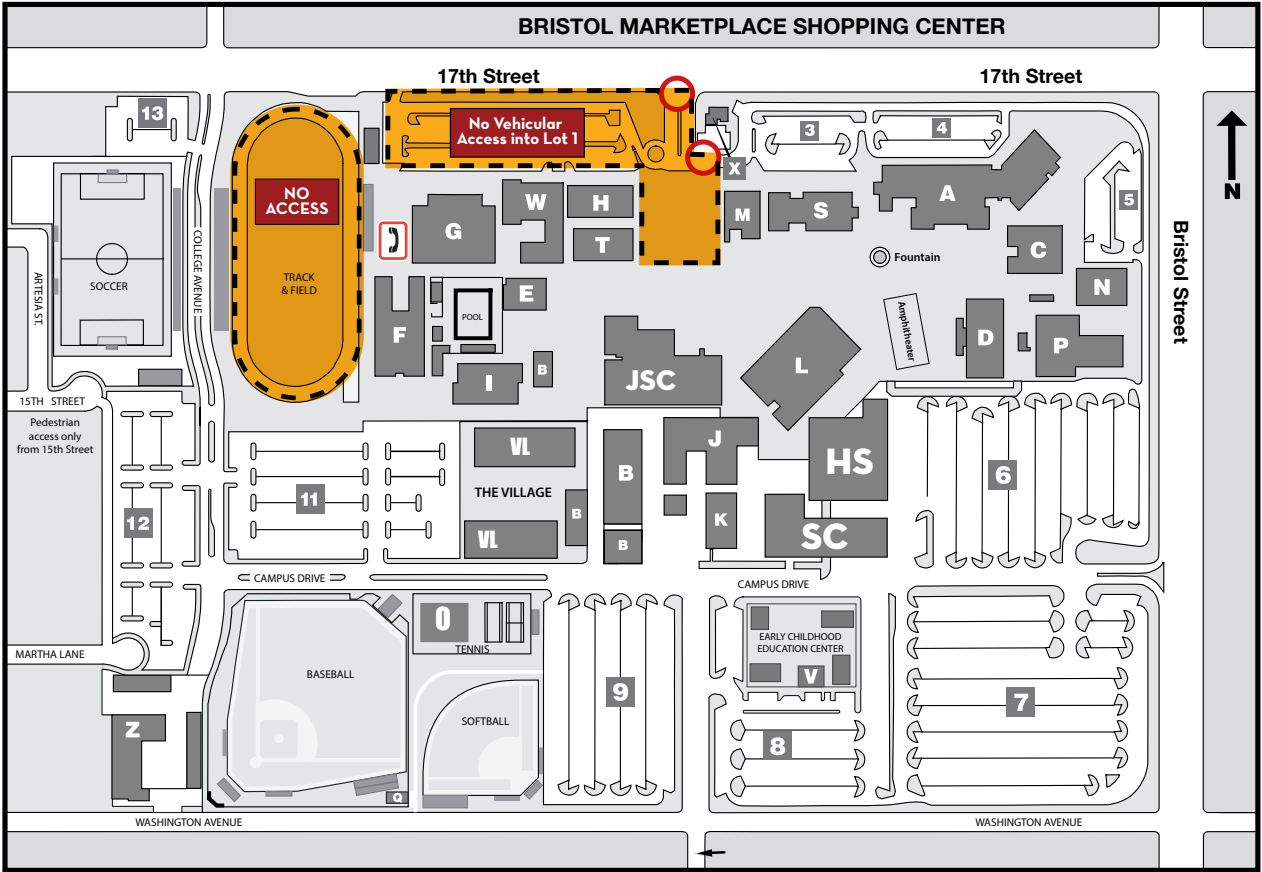 BRISTOL MARKETPLACE SHOPPING CENTER
17th Street
17th Street
13
No Vehicular
Access into Lot 1
3
4
5
N
X
NO
ACCESS
G
W
H
T
M
S
A
C
N
Fountain
Bristol Street
COLLEGE AVENUE
ARTESIA ST.
SOCCER
TRACK
& FIELD
F
POOL
E
I
B
JSC
L
Amphitheater
D
P
15TH STREET
Pedestrian
access only
from 15th Street
12
11
VL
THE VILLAGE
VL
B
B
B
J
K
HS
SC
6
CAMPUS DRIVE
CAMPUS DRIVE
MARTHA LANE
Z
BASEBALL
O
TENNIS
SOFTBALL
Q
9
EARLY CHILDHOOD
EDUCATION CENTER
V
8
7
WASHINGTON AVENUE
WASHINGTON AVENUE